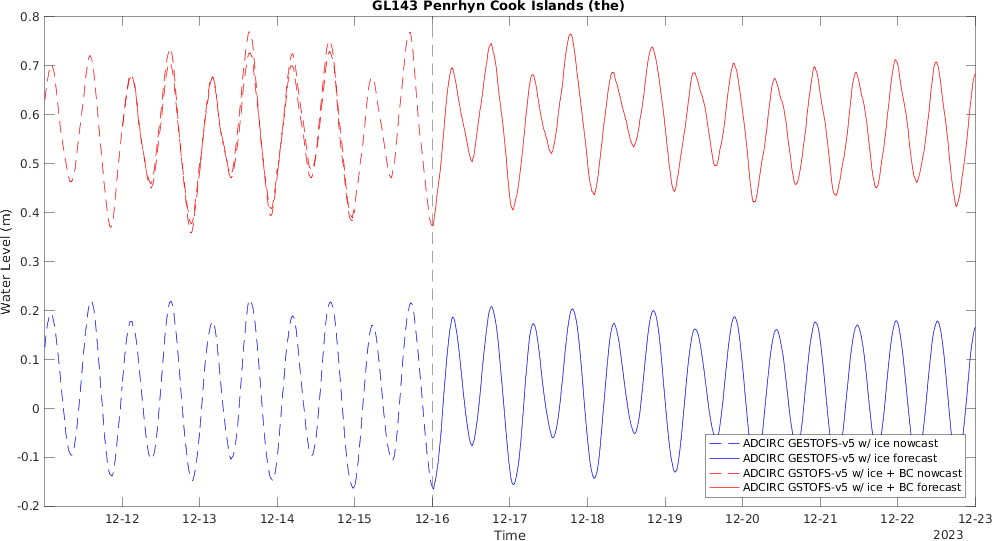 GL143 Penrhyn Cook Islands (the)
0.8
0.7
0.6
0.5
0.4
0.3
0.2
0.1
0
-0.1
-0.2
Water Level (m)
ADCIRC GESTOFS-v5 w/ ice nowcast
ADCIRC GESTOFS-v5 w/ ice forecast
ADCIRC GSTOFS-v5 w/ ice + BC nowcast
ADCIRC GSTOFS-v5 w/ ice + BC forecast
12-12 12-13 12-14 12-15 12-16 12-17 12-18 12-19 12-20 12-21 12-22 12-23
Time
2023